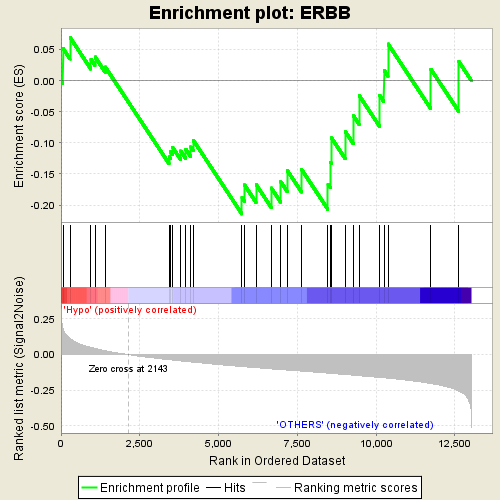 Enrichment plot: ERBB
Enrichment score (ES)
0.05
0.00
-0.05
-0.10
-0.15
-0.20
'Hypo' (positively correlated)
Ranked list metric (Signal2Noise)
0.25
0.00
-0.25
-0.50
Zero cross at 2143
'OTHERS' (negatively correlated)
0 2,500 5,000 7,500 10,000 12,500
Rank in Ordered Dataset
Enrichment profile Hits Ranking metric scores